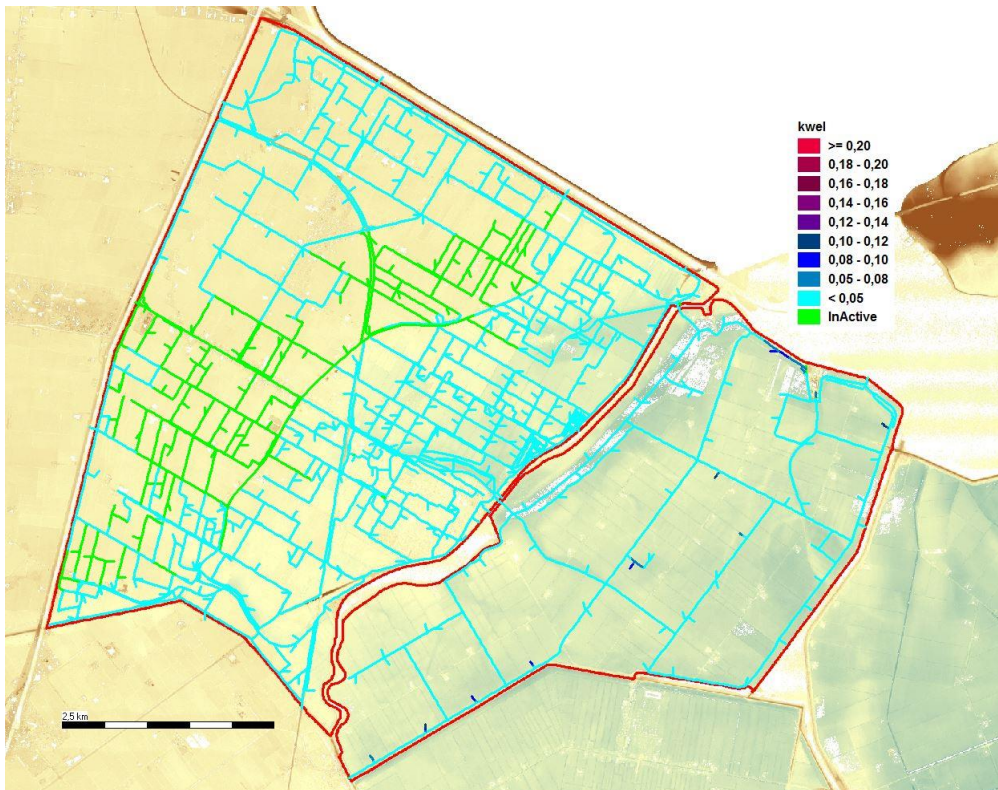 kwel
>= 0,20
0,18 - 0,20
0,16 - 0,18
0,14 - 0,16
0,12 - 0,14
0,10 - 0,12
0,08 - 0,10
0,05 - 0,08
< 0,05
InActive
2,5 km